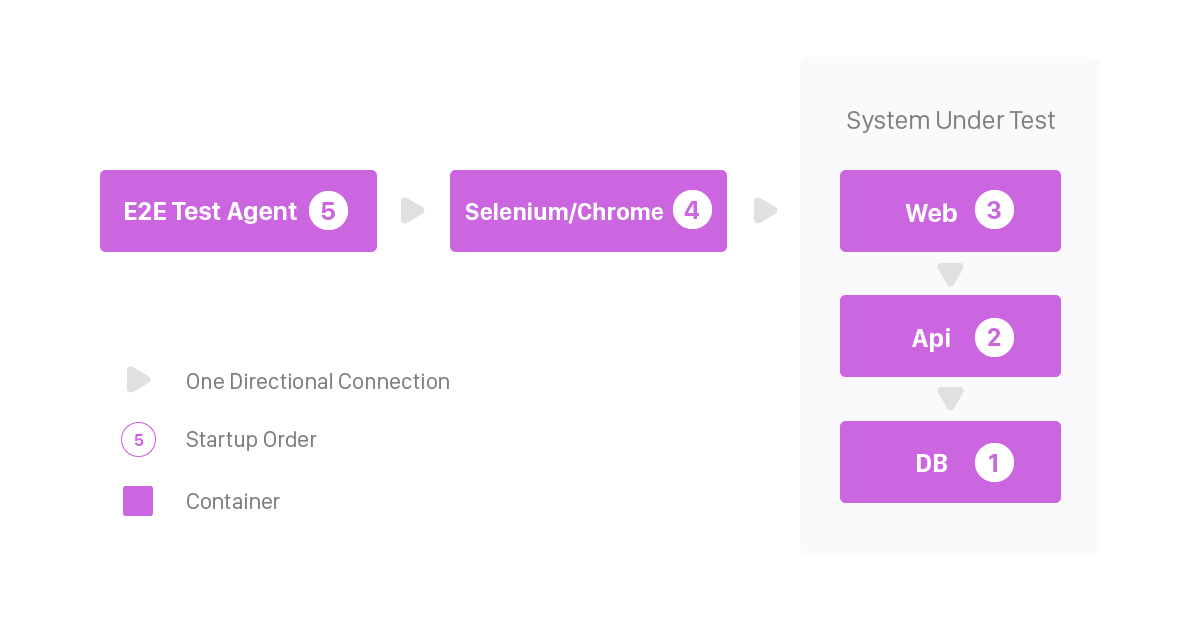 System Under Test
E2E Test Agent 5
Selenium/Chrome 4
Web 3
Api 2
DB 1
One Directional Connection
5 Startup Order
Container